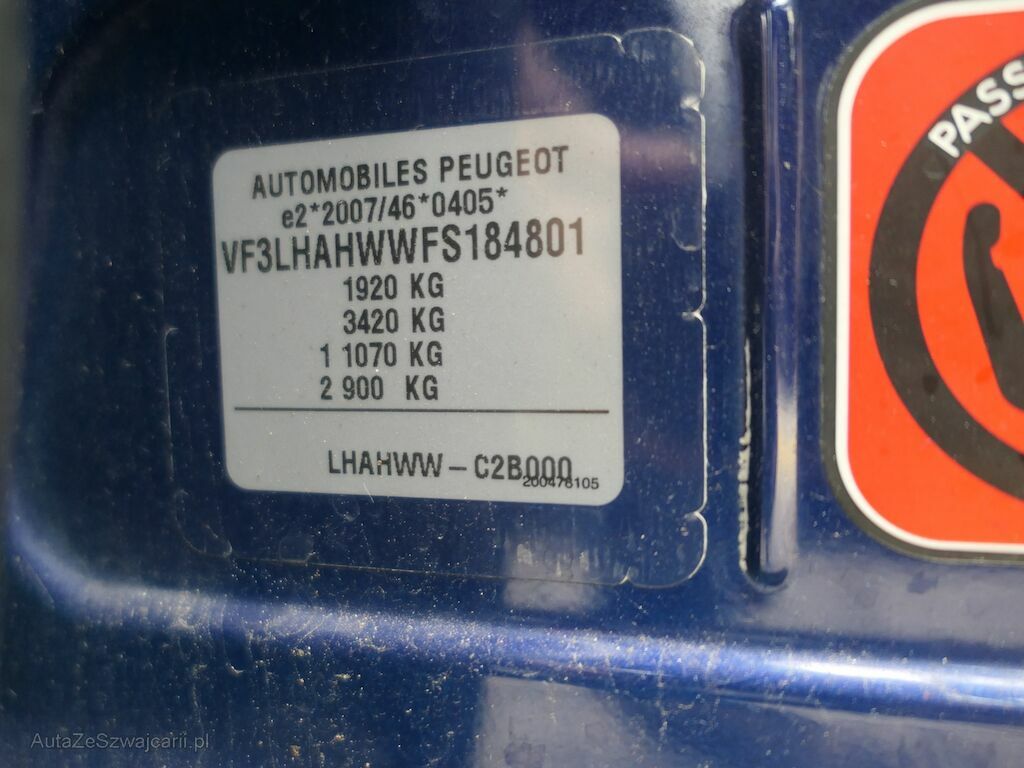 AUTOMOBILES PEUGEOT
e2*2007/46*0405*
VF3LHAHWWFS184801
1920 KG
3420 KG
1 1070 KG
2 900 KG
LHAHWW – C2B000
200478105
PASS
AutaZeSzwajcarii.pl